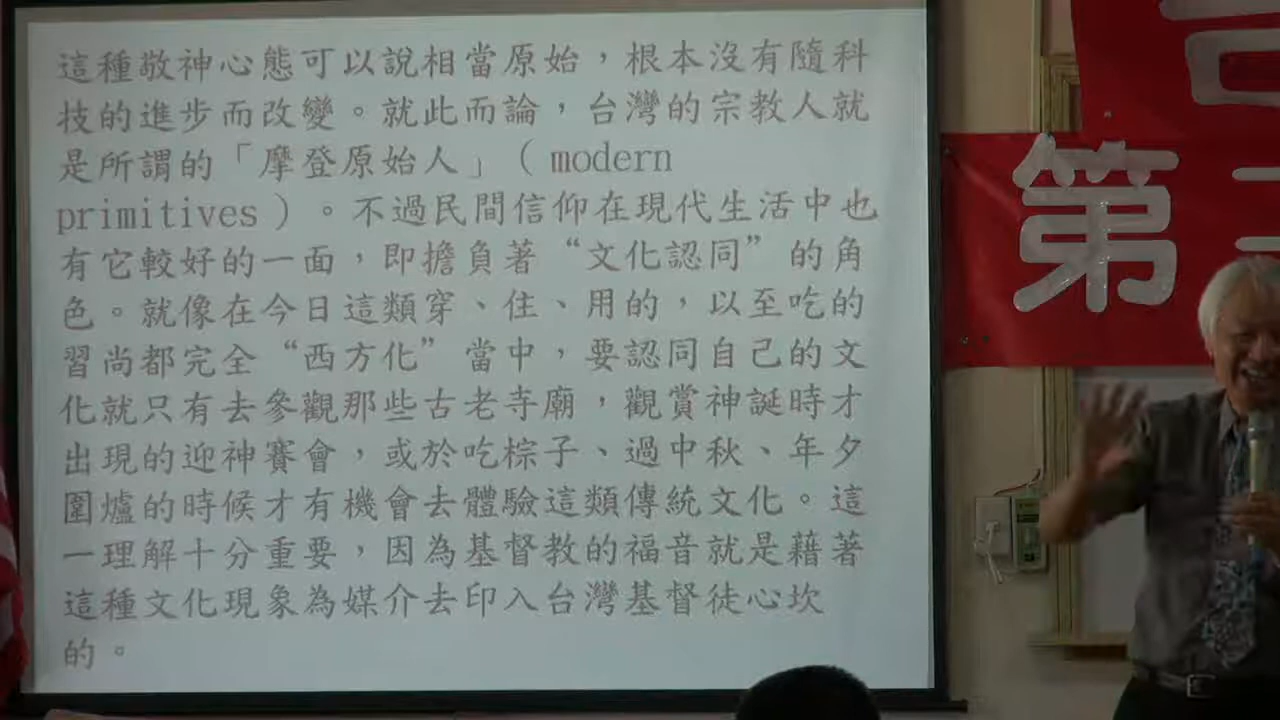 這種敬神心態可以說相當原始，根本沒有隨科
技的進步而改變。就此而論，台灣的宗教人就
是所謂的「摩登原始人」（modern
primitives）。不過民間信仰在現代生活中也
有它較好的一面，即擔負著“文化認同”的角
色。就像在今日這類穿、住、用的，以至吃的
習尚都完全“西方化”當中，要認同自己的文
化就只有去參觀那些古老寺廟，觀賞神誕時才
出現的迎神賽會，或於吃棕子、過中秋、年夕
圍爐的時候才有機會去體驗這類傳統文化。這
一理解十分重要，因為基督教的福音就是藉著
這種文化現象為媒介去印入台灣基督徒心坎
的。
第